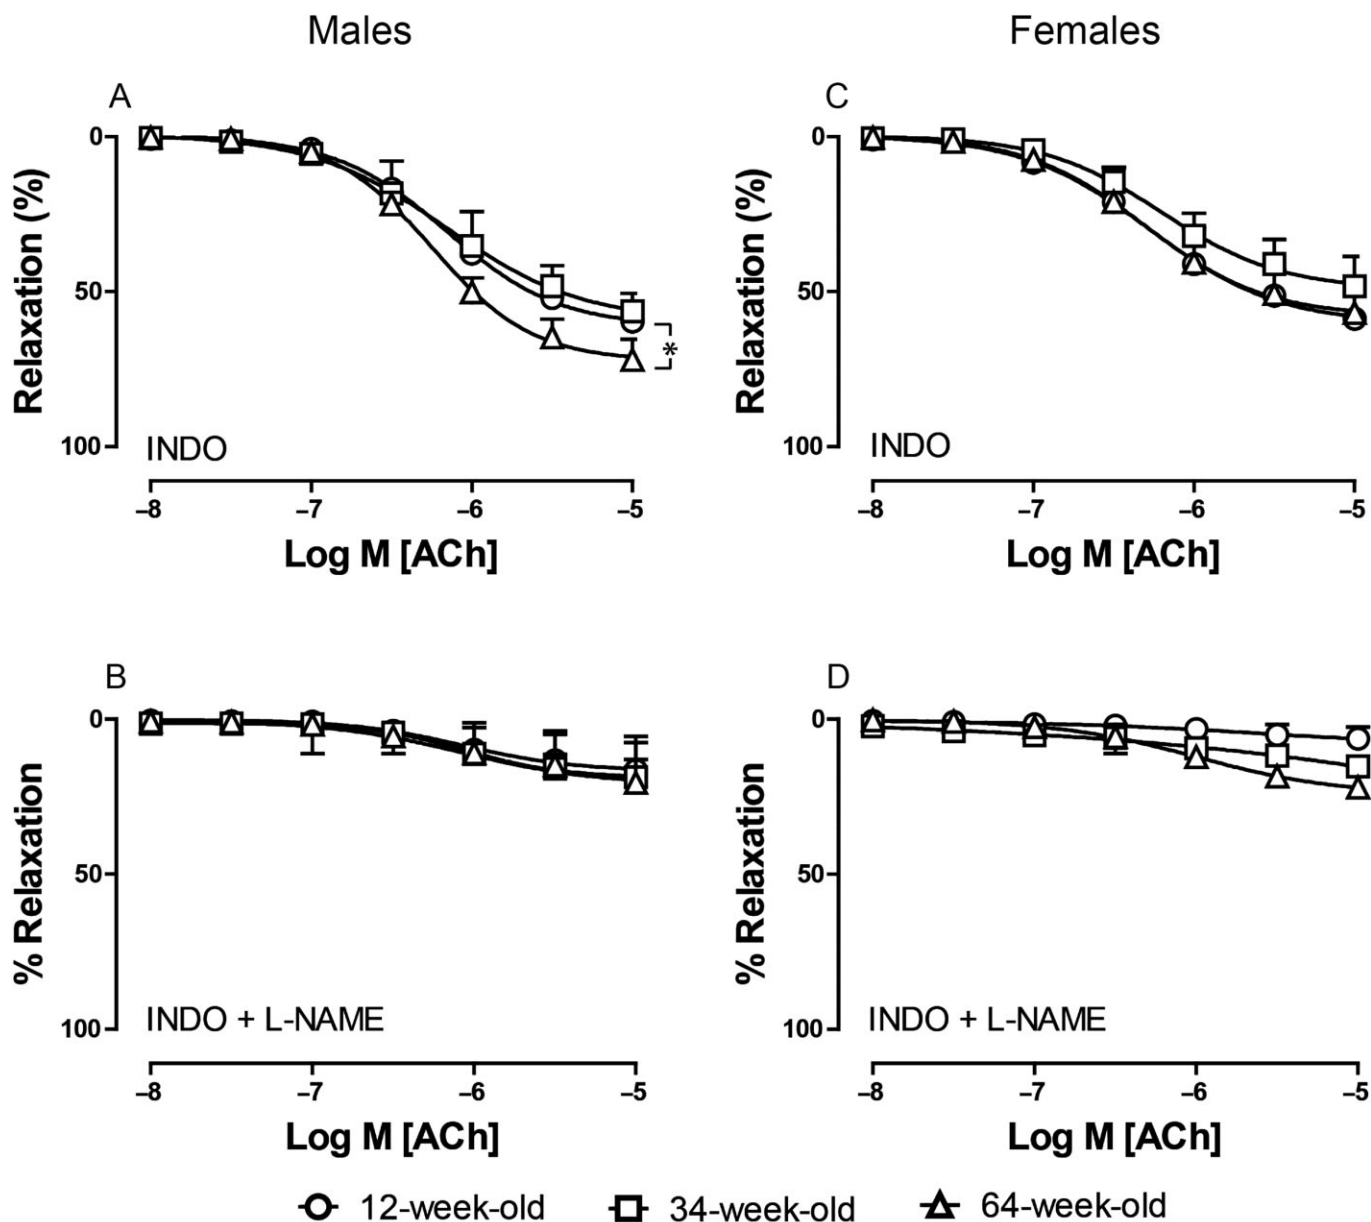 Males
Females
A
0
50
100
Relaxation (%)
INDO
*
–8 –7 –6 –5
Log M [ACh]
C
0
50
100
Relaxation (%)
INDO
–8 –7 –6 –5
Log M [ACh]
B
0
50
100
% Relaxation
INDO + L-NAME
–8 –7 –6 –5
Log M [ACh]
D
0
50
100
% Relaxation
INDO + L-NAME
–8 –7 –6 –5
Log M [ACh]
12-week-old 34-week-old 64-week-old